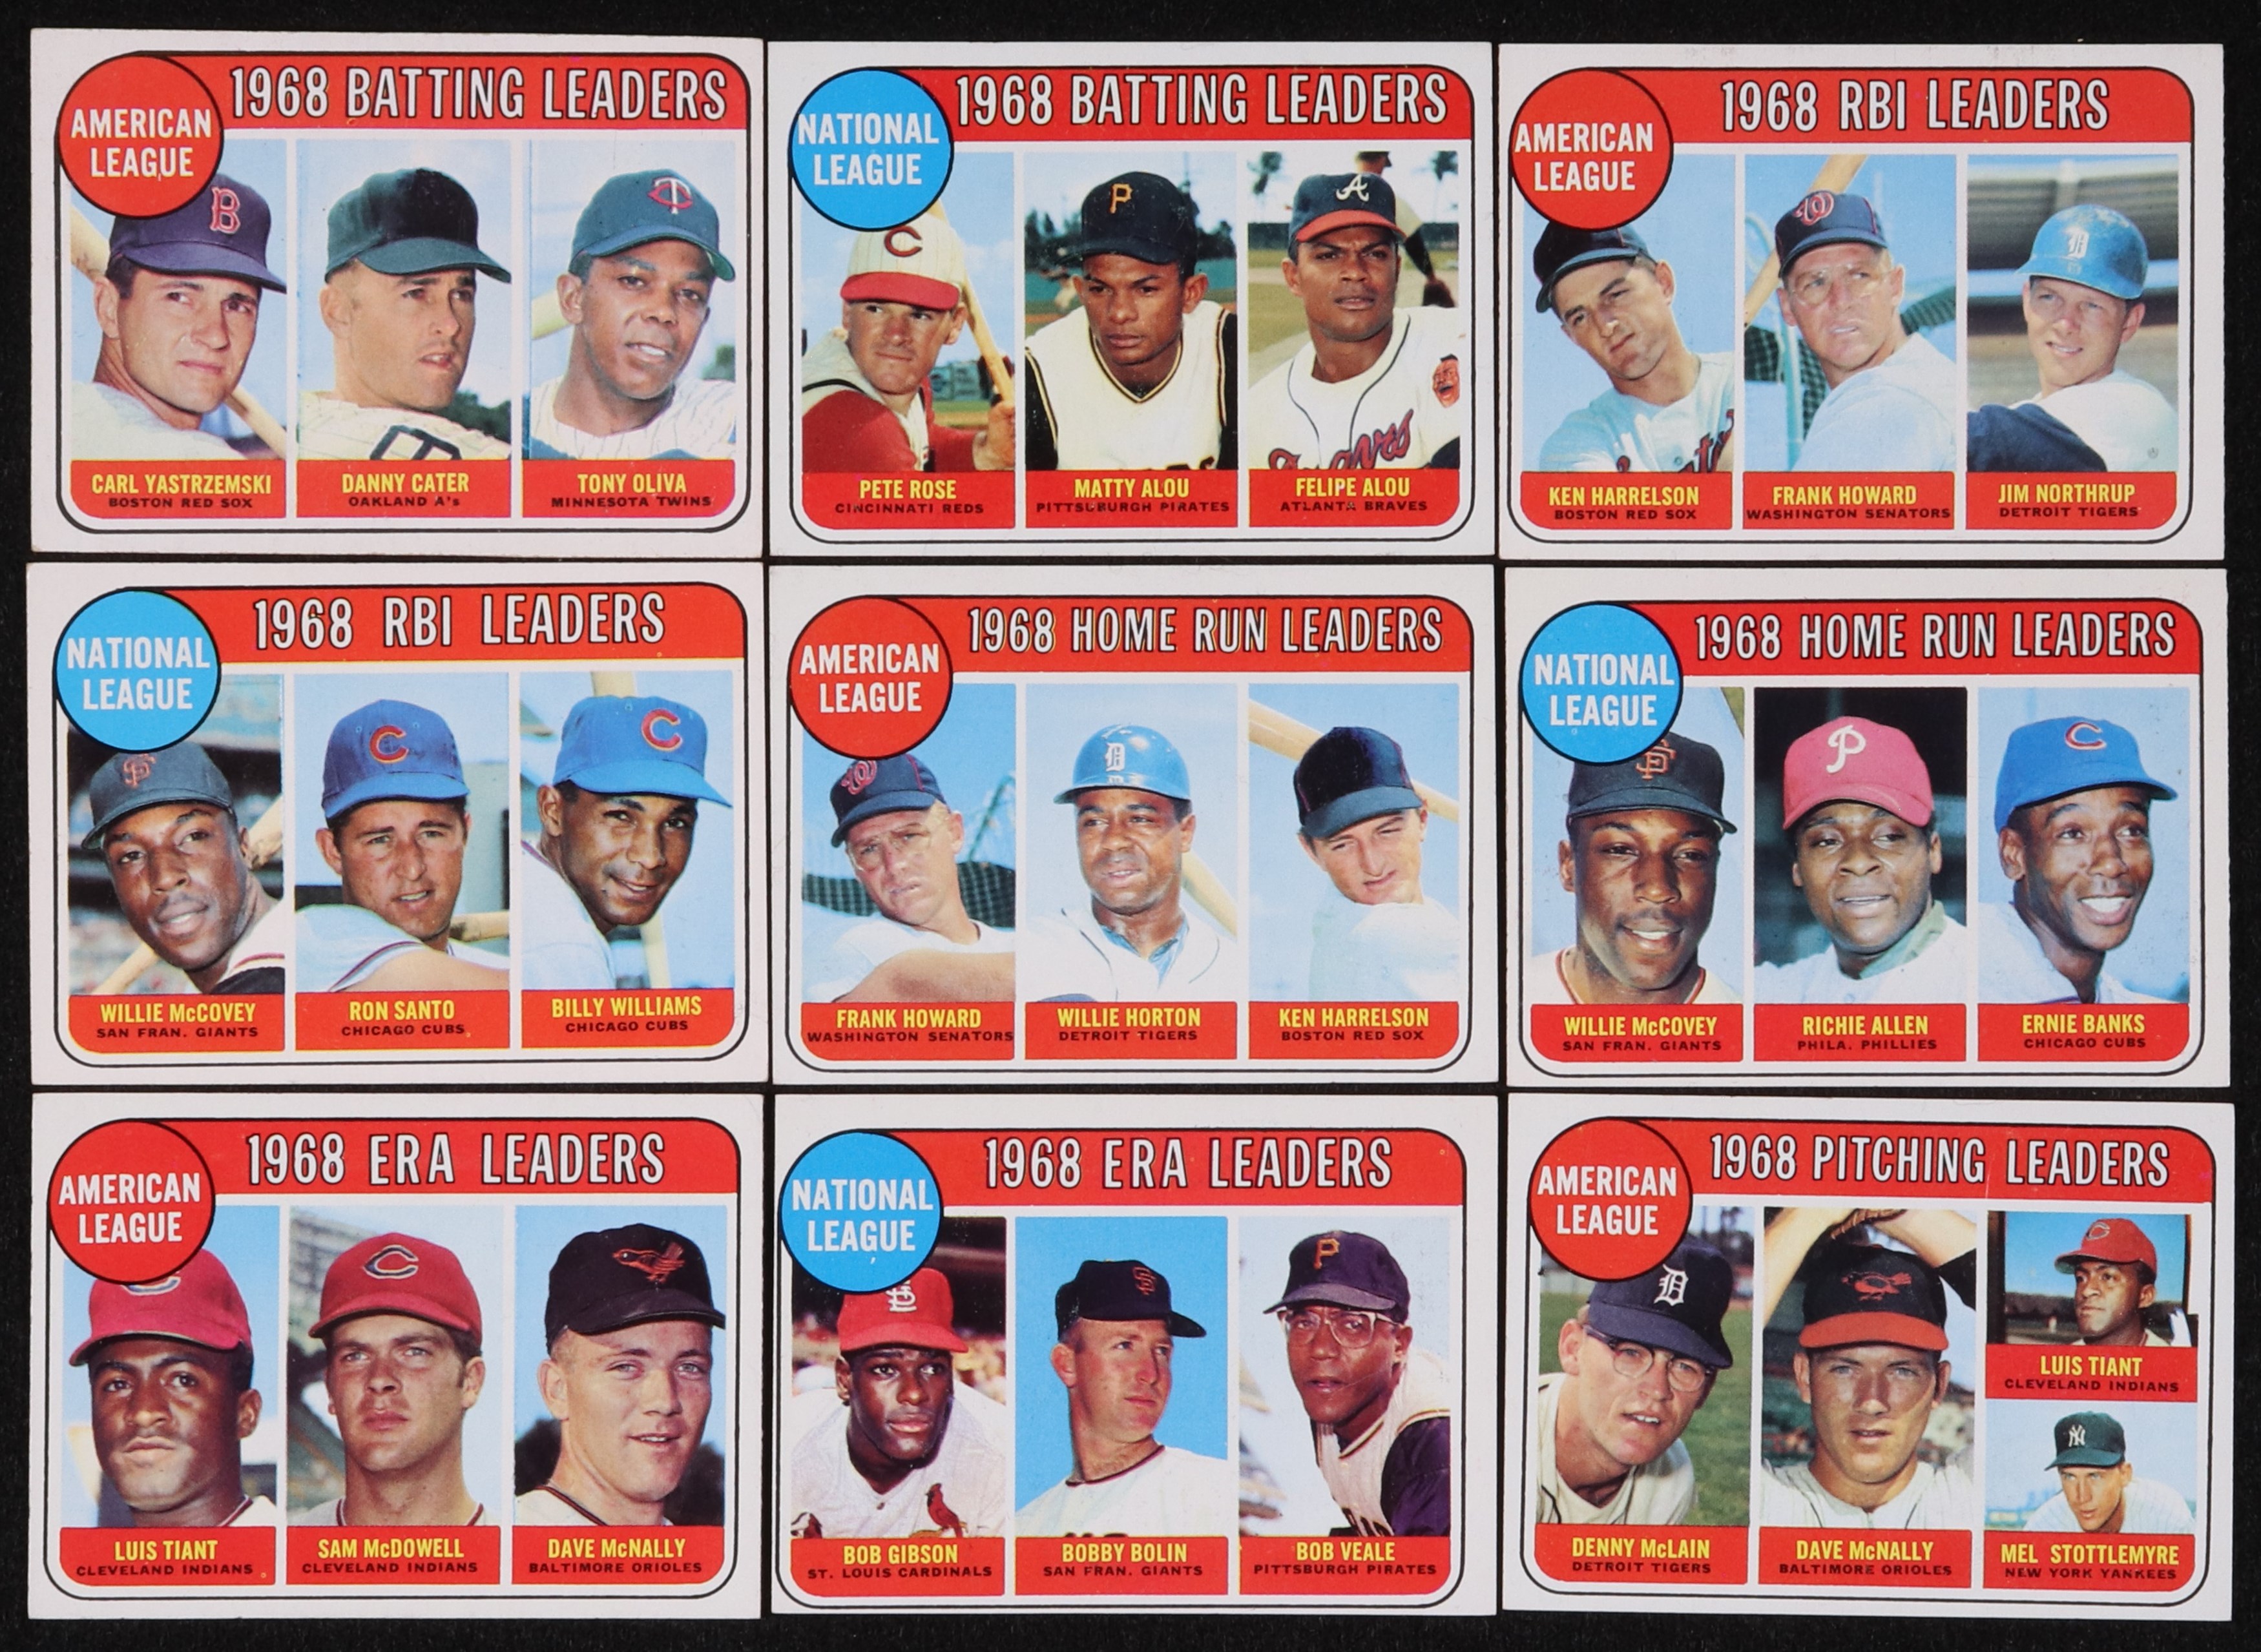 AMERICAN
LEAGUE
1968 BATTING LEADERS
B
T C
CARL YASTRZEMSKI
BOSTON RED SOX
DANNY CATER
OAKLAND A's
TONY OLIVA
MINNESOTA TWINS
NATIONAL
LEAGUE
1968 BATTING LEADERS
C
P
A
Braves
PETE ROSE
CINCINNATI REDS
MATTY ALOU
PITTSBURGH PIRATES
FELIPE ALOU
ATLANTA BRAVES
AMERICAN
LEAGUE
1968 RBI LEADERS
W
D
KEN HARRELSON
BOSTON RED SOX
FRANK HOWARD
WASHINGTON SENATORS
JIM NORTHRUP
DETROIT TIGERS
NATIONAL
LEAGUE
1968 RBI LEADERS
SF
C
C
WILLIE McCOVEY
SAN FRAN. GIANTS
RON SANTO
CHICAGO CUBS
BILLY WILLIAMS
CHICAGO CUBS
AMERICAN
LEAGUE
1968 HOME RUN LEADERS
W
D
FRANK HOWARD
WASHINGTON SENATORS
WILLIE HORTON
DETROIT TIGERS
KEN HARRELSON
BOSTON RED SOX
NATIONAL
LEAGUE
1968 HOME RUN LEADERS
SF
P
C
WILLIE McCOVEY
SAN FRAN. GIANTS
RICHIE ALLEN
PHILA. PHILLIES
ERNIE BANKS
CHICAGO CUBS
AMERICAN
LEAGUE
1968 ERA LEADERS
C
C
LUIS TIANT
CLEVELAND INDIANS
SAM McDOWELL
CLEVELAND INDIANS
DAVE McNALLY
BALTIMORE ORIOLES
NATIONAL
LEAGUE
1968 ERA LEADERS
STL
SF
P
BOB GIBSON
ST. LOUIS CARDINALS
BOBBY BOLIN
SAN FRAN. GIANTS
BOB VEALE
PITTSBURGH PIRATES
AMERICAN
LEAGUE
1968 PITCHING LEADERS
D
C
LUIS TIANT
CLEVELAND INDIANS
NY
DENNY McLAIN
DETROIT TIGERS
DAVE McNALLY
BALTIMORE ORIOLES
MEL STOTTLEMYRE
NEW YORK YANKEES